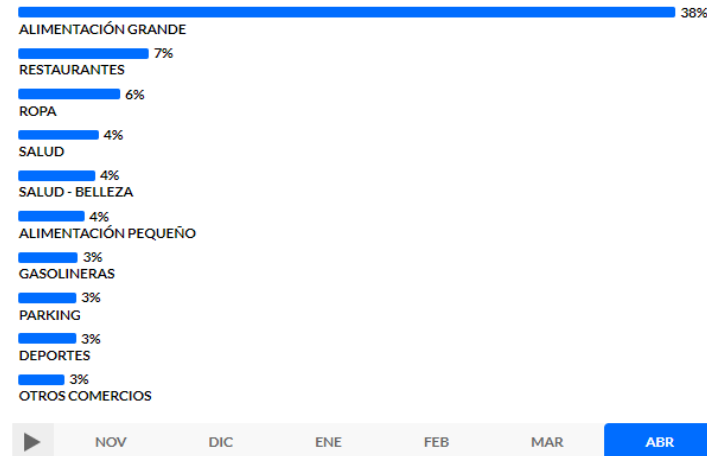 38%
ALIMENTACIÓN GRANDE
7%
RESTAURANTES
6%
ROPA
4%
SALUD
4%
SALUD - BELLEZA
4%
ALIMENTACIÓN PEQUEÑO
3%
GASOLINERAS
3%
PARKING
3%
DEPORTES
3%
OTROS COMERCIOS
NOV DIC ENE FEB MAR ABR